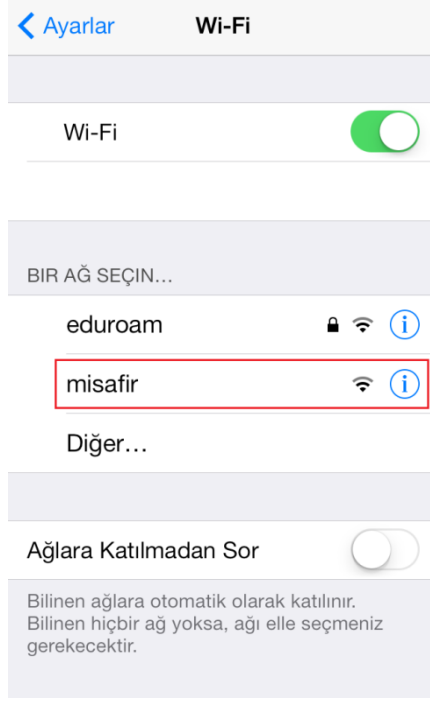 Ayarlar Wi-Fi
Wi-Fi
BIR AĞ SEÇIN...
eduroam
misafir
Diğer...
Ağlara Katılmadan Sor
Bilinen ağlara otomatik olarak katılınır.
Bilinen hiçbir ağ yoksa, ağı elle seçmeniz
gerekecektir.